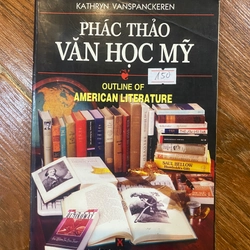 KATHRYN VANSPANCKEREN
PHÁC THẢO
VĂN HỌC MỸ
150
OUTLINE OF
AMERICAN LITERATURE
SAUL BELLOW